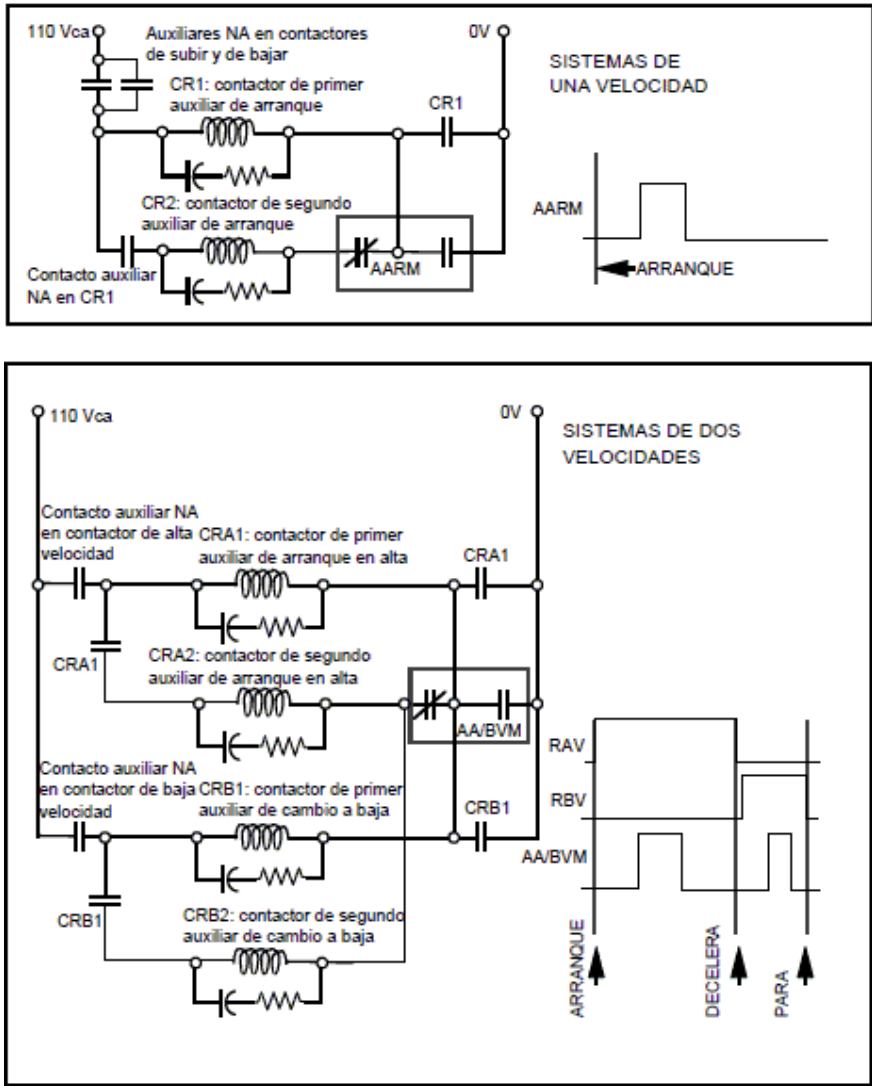 110 Vca
Auxiliares NA en contactores
de subir y de bajar
0V
SISTEMAS DE
UNA VELOCIDAD
CR1: contactor de primer
auxiliar de arranque
CR1
CR2: contactor de segundo
auxiliar de arranque
AARM
Contacto auxiliar
NA en CR1
AARM
ARRANQUE
110 Vca
0V
SISTEMAS DE DOS
VELOCIDADES
Contacto auxiliar NA
en contactor de alta
velocidad
CRA1: contactor de primer
auxiliar de arranque en alta
CRA1
CRA1
CRA2: contactor de segundo
auxiliar de arranque en alta
AA/BVM
Contacto auxiliar NA
en contactor de baja
velocidad
CRB1: contactor de primer
auxiliar de cambio a baja
CRB1
CRB1
CRB2: contactor de segundo
auxiliar de cambio a baja
RAV
RBV
AA/BVM
ARRANQUE
DECELERA
PARA